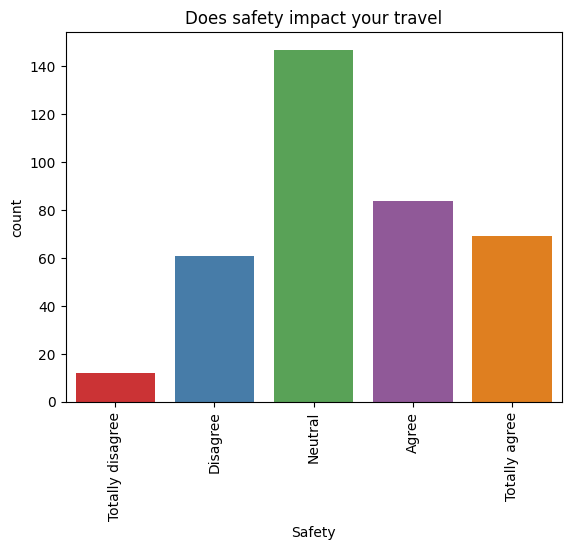 Does safety impact your travel
count
140
120
100
80
60
40
20
0
Totally disagree
Disagree
Neutral
Agree
Totally agree
Safety